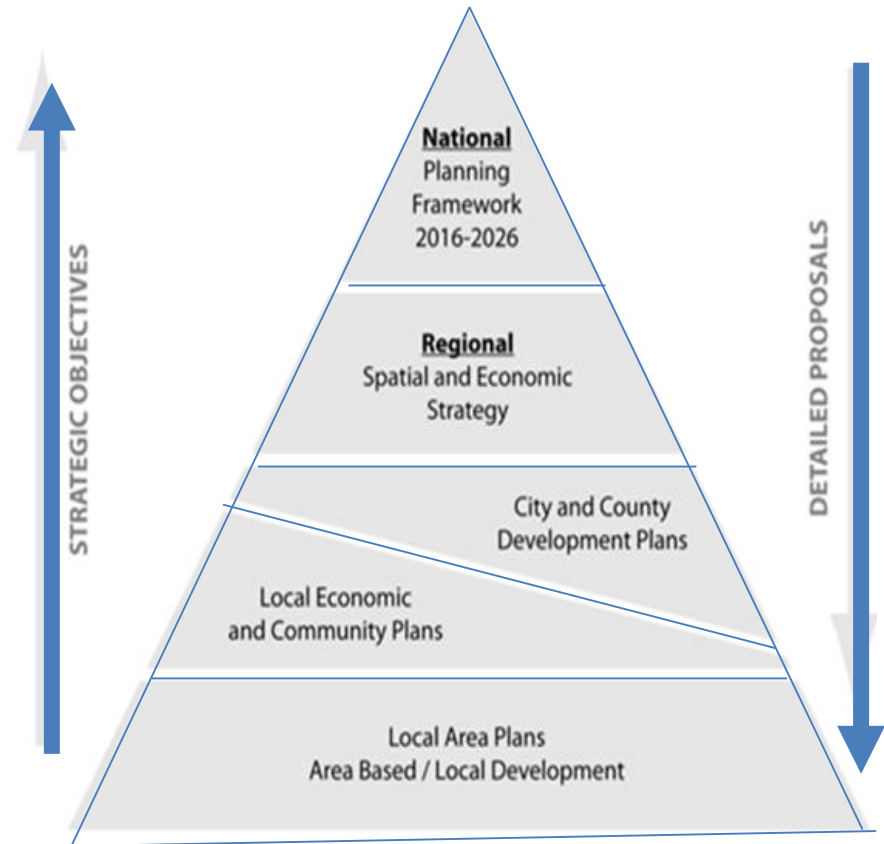 National
Planning
Framework
2016-2026
Regional
Spatial and Economic
Strategy
City and County
Development Plans
Local Economic
and Community Plans
Local Area Plans
Area Based / Local Development
STRATEGIC OBJECTIVES
DETAILED PROPOSALS